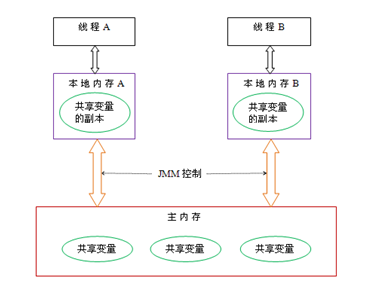 线程 A
线程 B
本地内存 A
本地内存 B
共享变量
的副本
共享变量
的副本
JMM 控制
主内存
共享变量
共享变量
共享变量